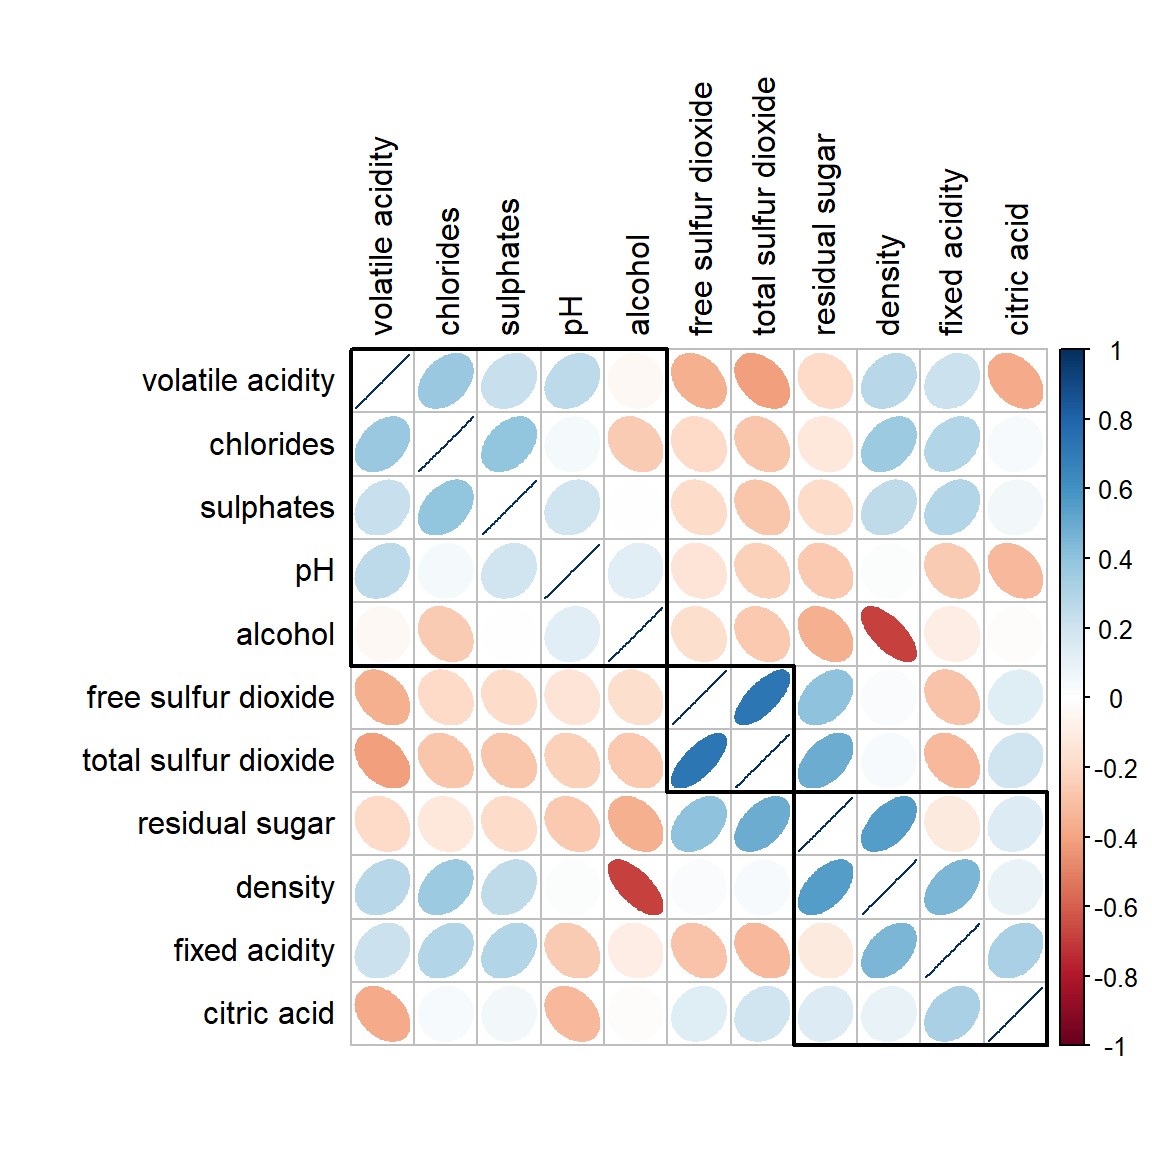 volatile acidity
chlorides
sulphates
pH
alcohol
free sulfur dioxide
total sulfur dioxide
residual sugar
density
fixed acidity
citric acid
volatile acidity
chlorides
sulphates
pH
alcohol
free sulfur dioxide
total sulfur dioxide
residual sugar
density
fixed acidity
citric acid
1
0.8
0.6
0.4
0.2
0
-0.2
-0.4
-0.6
-0.8
-1